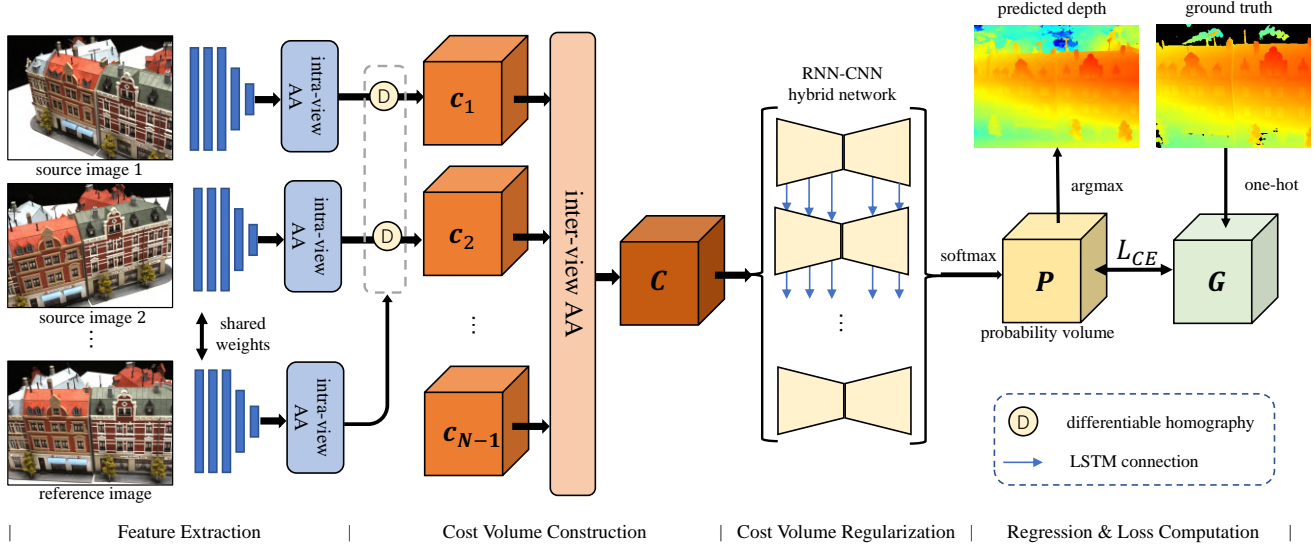 predicted depth
ground truth
source image 1
intra-view
AA
D
c1
RNN-CNN
hybrid network
argmax
one-hot
source image 2
intra-view
AA
D
c2
inter-view AA
C
softmax
P
L_CE
G
probability volume
⋮
shared
weights
⋮
⋮
reference image
intra-view
AA
c_{N-1}
D differentiable homography
LSTM connection
| Feature Extraction | Cost Volume Construction | Cost Volume Regularization | Regression & Loss Computation |